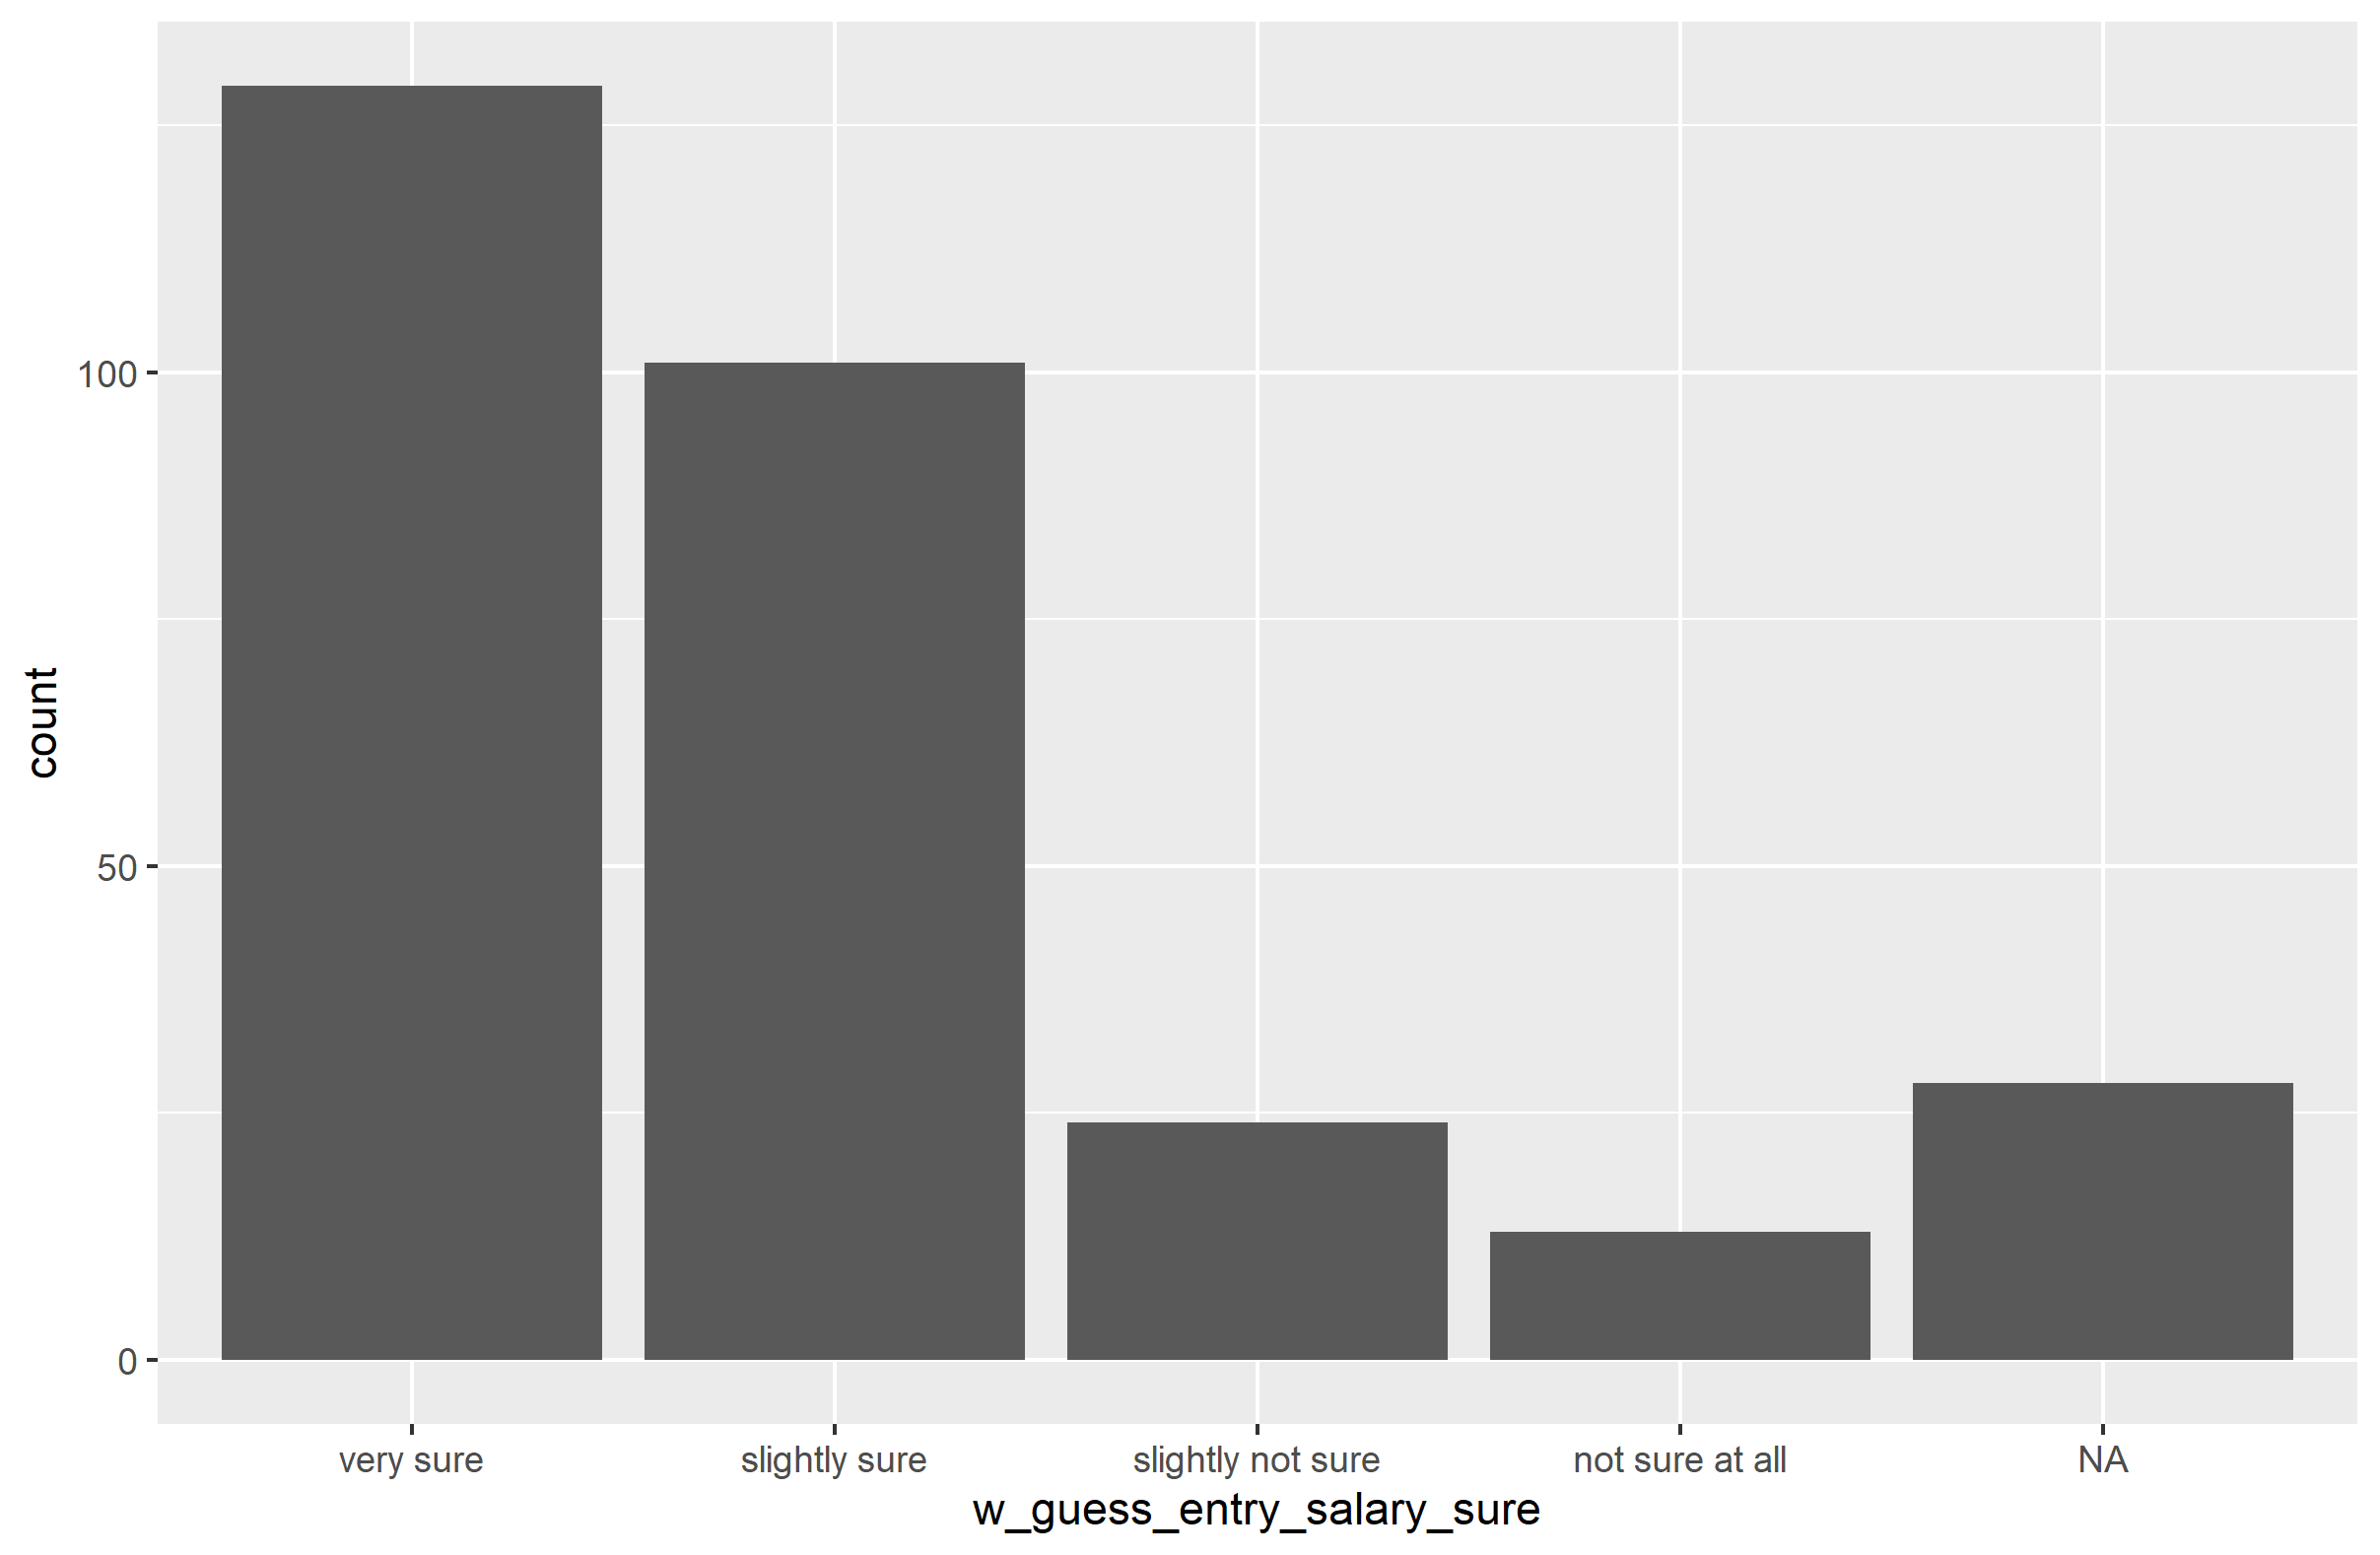 100
50
0
count
very sure
slightly sure
slightly not sure
not sure at all
NA
w_guess_entry_salary_sure